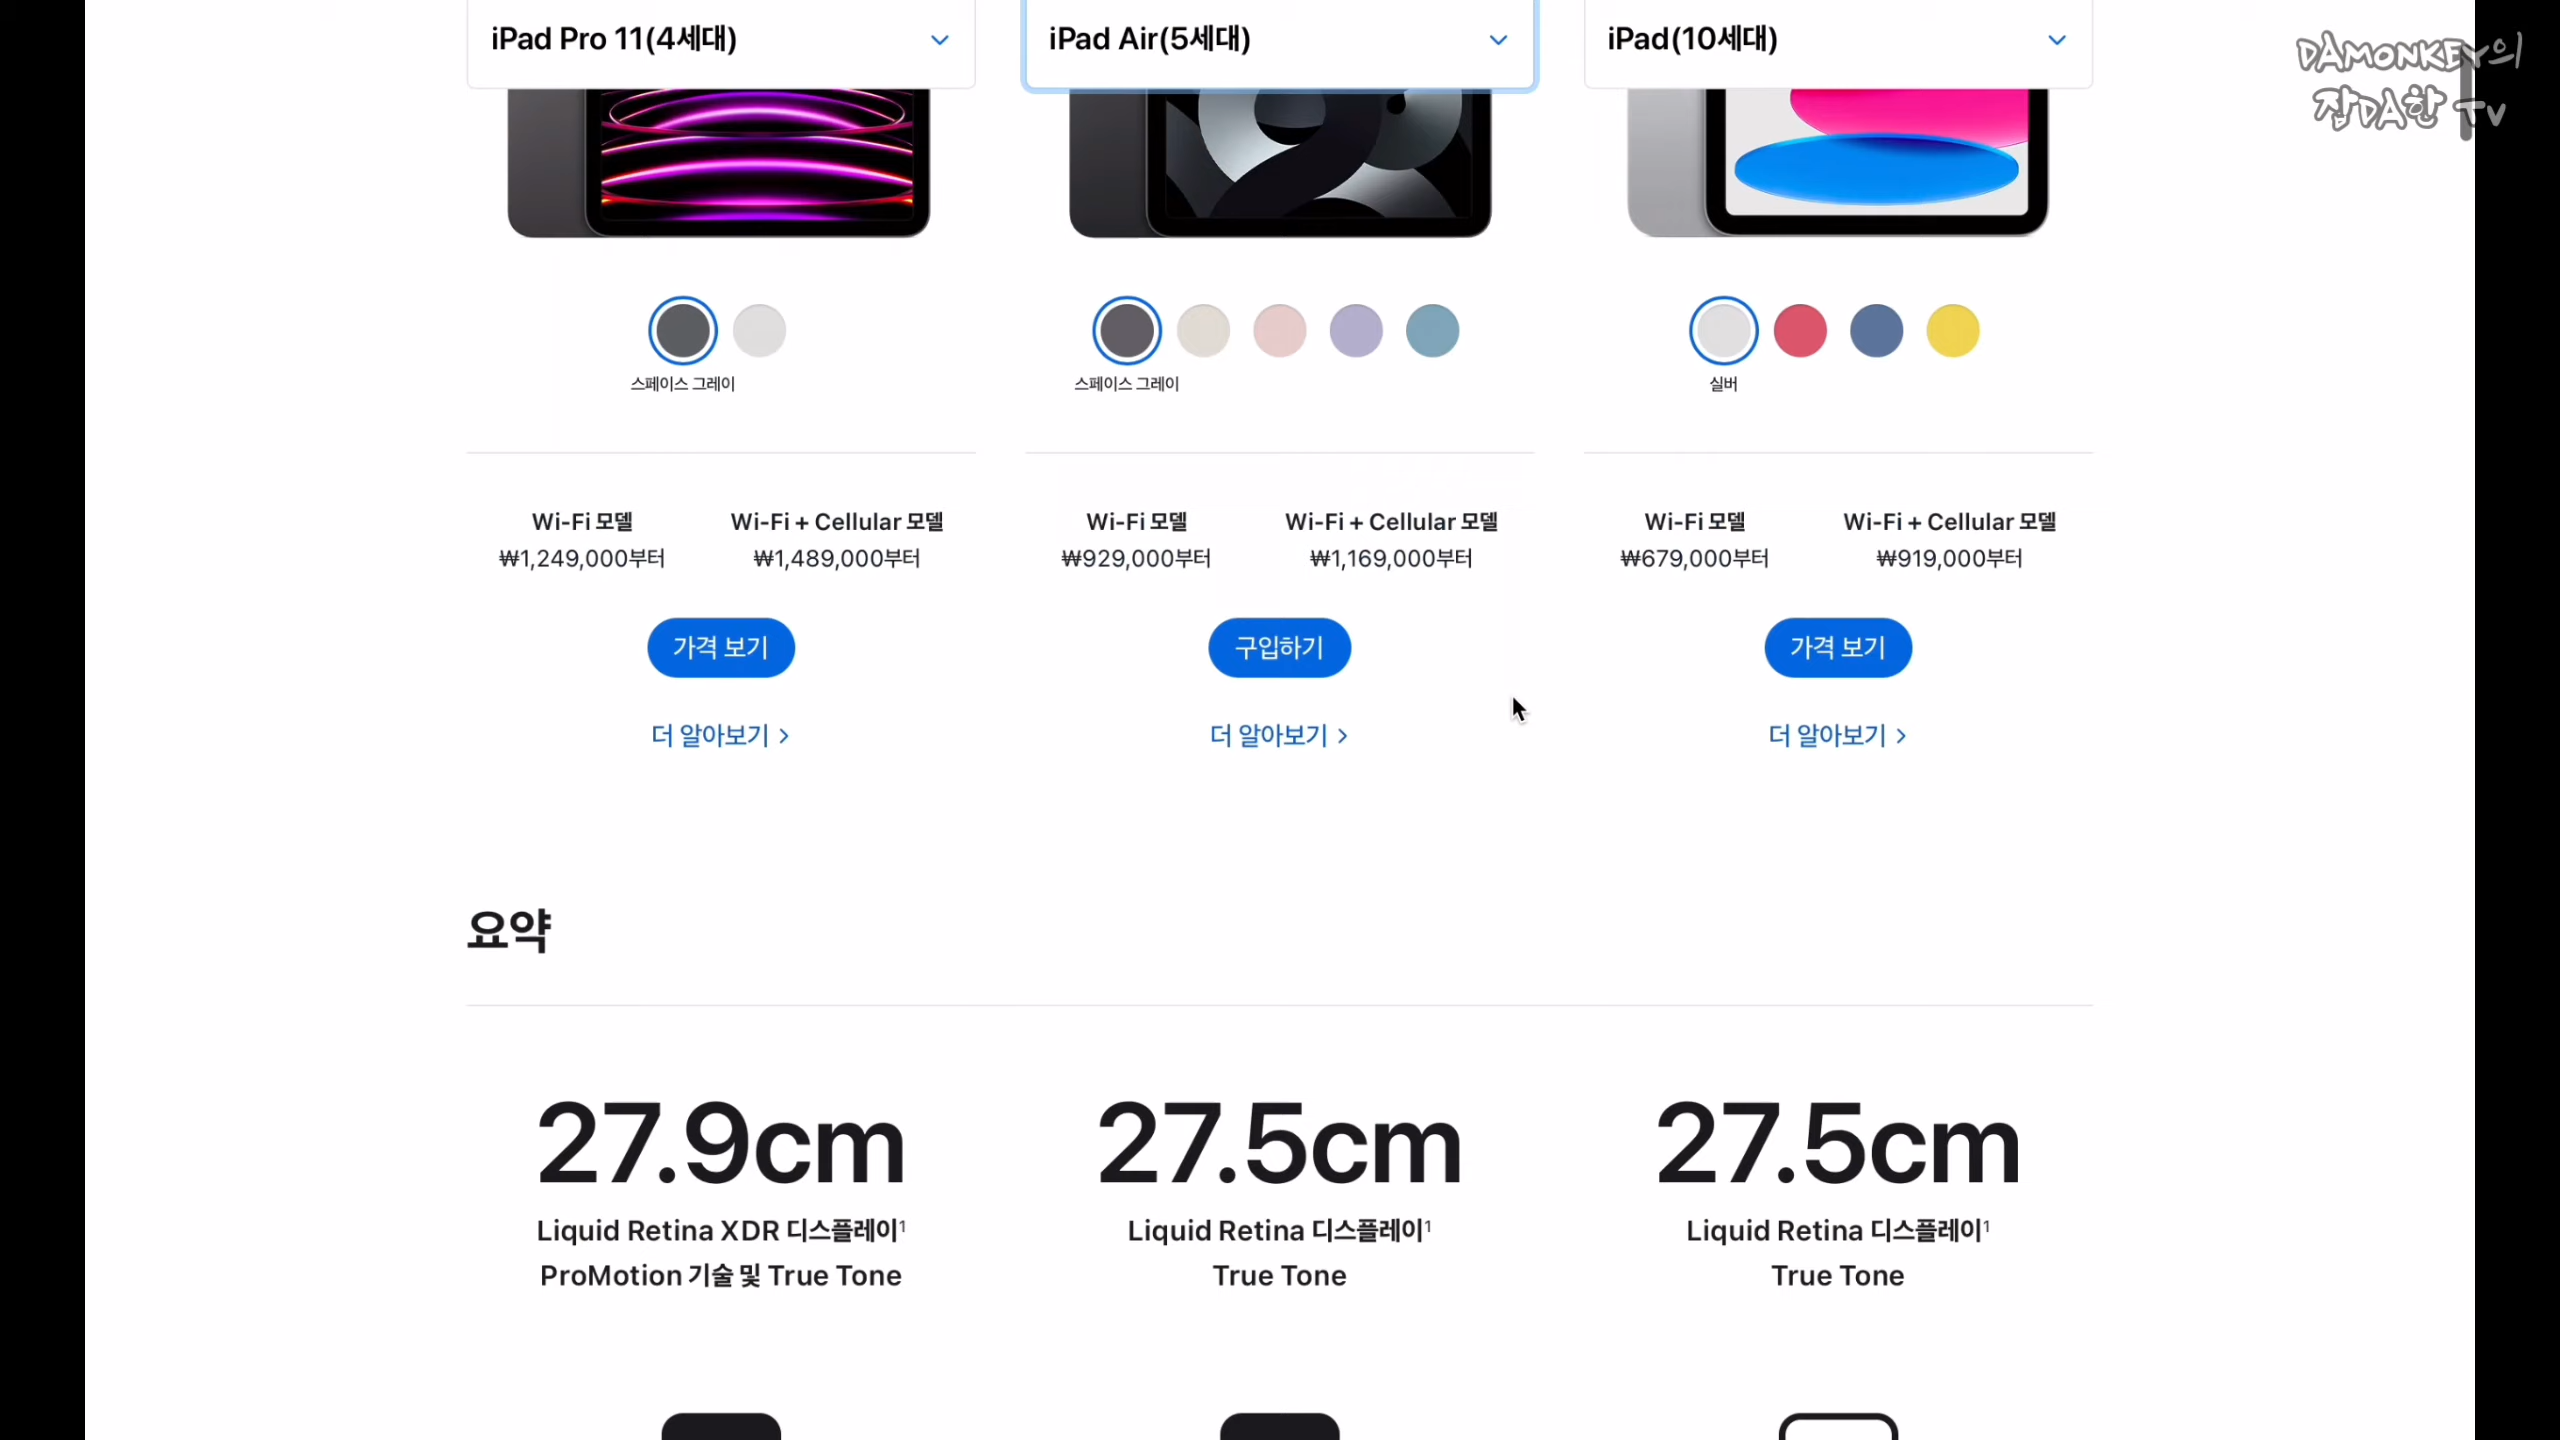 iPad Pro 11(4세대)
iPad Air(5세대)
iPad(10세대)
DAMONKEY의
잡DA한 TV
스페이스 그레이
스페이스 그레이
실버
Wi-Fi 모델
₩1,249,000부터
Wi-Fi + Cellular 모델
₩1,489,000부터
Wi-Fi 모델
₩929,000부터
Wi-Fi + Cellular 모델
₩1,169,000부터
Wi-Fi 모델
₩679,000부터
Wi-Fi + Cellular 모델
₩919,000부터
가격 보기
구입하기
가격 보기
더 알아보기 >
더 알아보기 >
더 알아보기 >
요약
27.9cm
Liquid Retina XDR 디스플레이¹
ProMotion 기술 및 True Tone
27.5cm
Liquid Retina 디스플레이¹
True Tone
27.5cm
Liquid Retina 디스플레이¹
True Tone